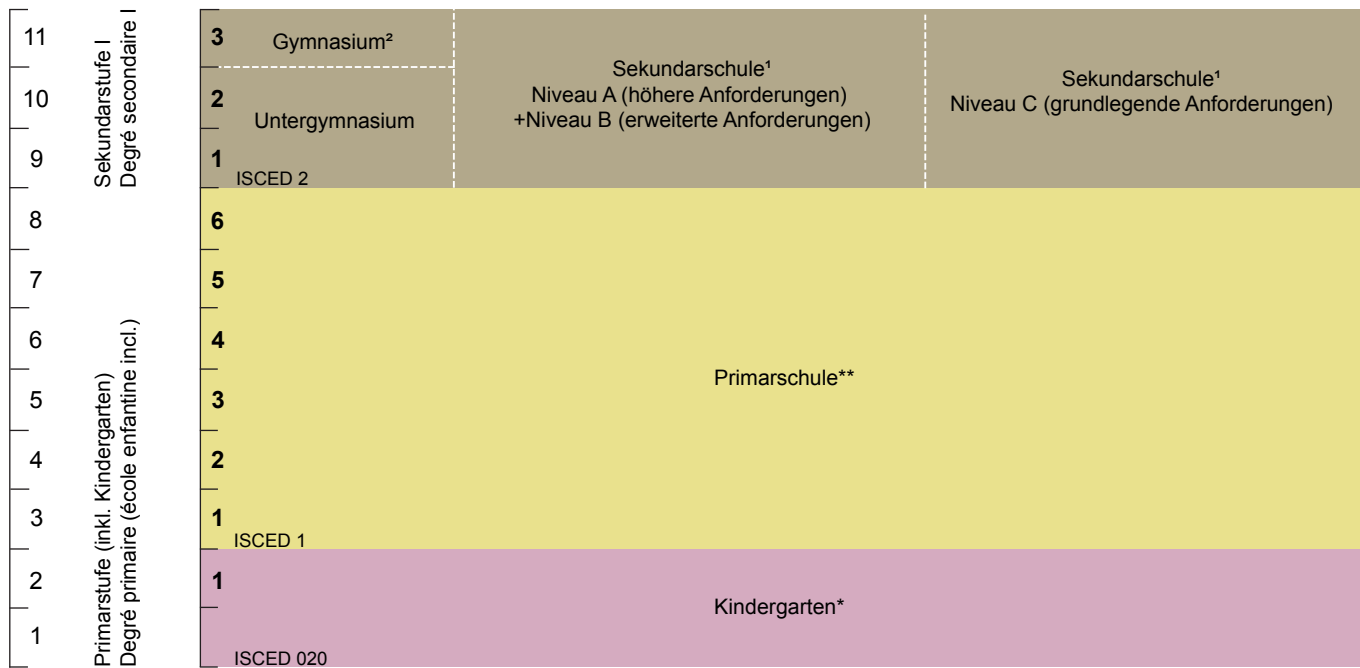 11
10
9
8
7
6
5
4
3
2
1
Sekundarstufe I
Degré secondaire I
Primarstufe (inkl. Kindergarten)
Degré primaire (école enfantine incl.)
3
2
1
6
5
4
3
2
1
1
Gymnasium²
Untergymnasium
ISCED 2
Sekundarschule¹
Niveau A (höhere Anforderungen)
+Niveau B (erweiterte Anforderungen)
Sekundarschule¹
Niveau C (grundlegende Anforderungen)
Primarschule**
ISCED 1
Kindergarten*
ISCED 020